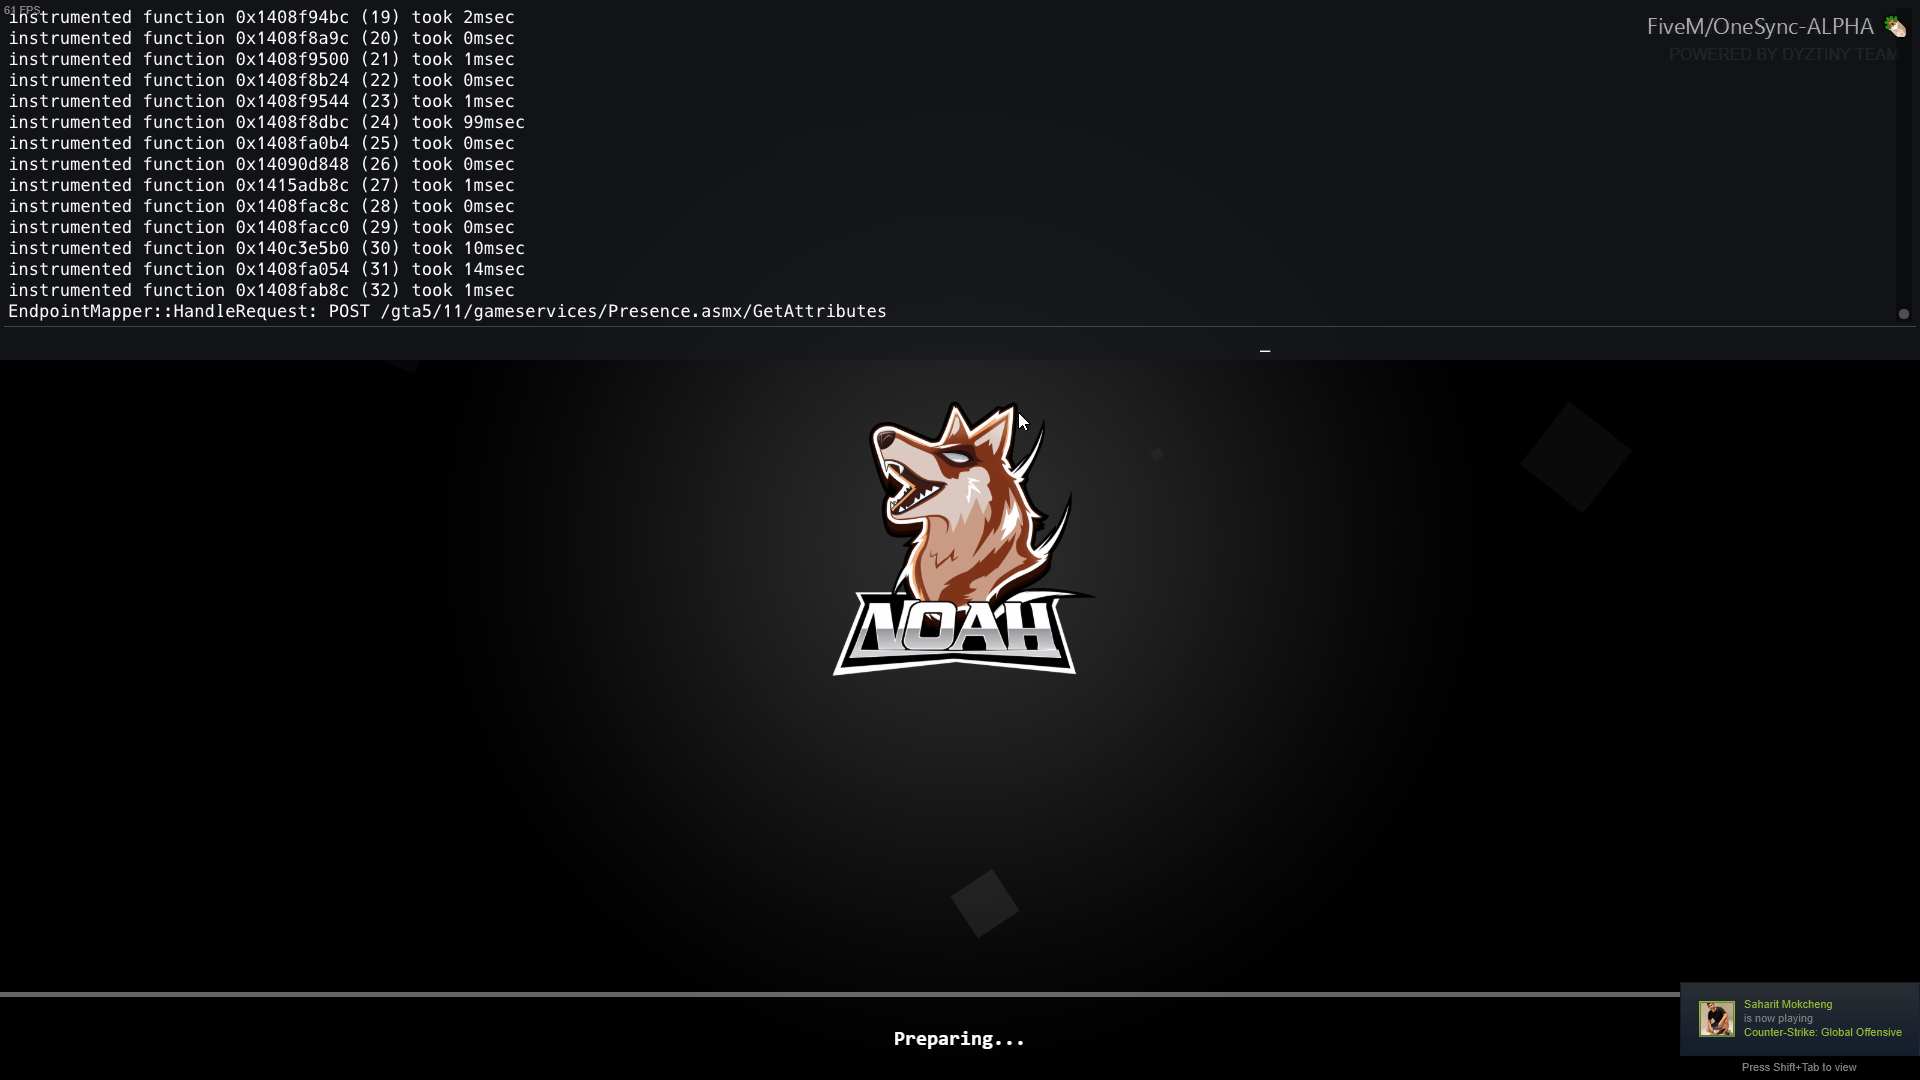 61 FPS
instrumented function 0x1408f94bc (19) took 2msec
instrumented function 0x1408f8a9c (20) took 0msec
instrumented function 0x1408f9500 (21) took 1msec
instrumented function 0x1408f8b24 (22) took 0msec
instrumented function 0x1408f9544 (23) took 1msec
instrumented function 0x1408f8dbc (24) took 99msec
instrumented function 0x1408fa0b4 (25) took 0msec
instrumented function 0x14090d848 (26) took 0msec
instrumented function 0x1415adb8c (27) took 1msec
instrumented function 0x1408fac8c (28) took 0msec
instrumented function 0x1408facc0 (29) took 0msec
instrumented function 0x140c3e5b0 (30) took 10msec
instrumented function 0x1408fa054 (31) took 14msec
instrumented function 0x1408fab8c (32) took 1msec
EndpointMapper::HandleRequest: POST /gta5/11/gameservices/Presence.asmx/GetAttributes
FiveM/OneSync-ALPHA
POWERED BY DYZTINY TEAM
_
NOAH
Preparing...
Saharit Mokcheng
is now playing
Counter-Strike: Global Offensive
Press Shift+Tab to view